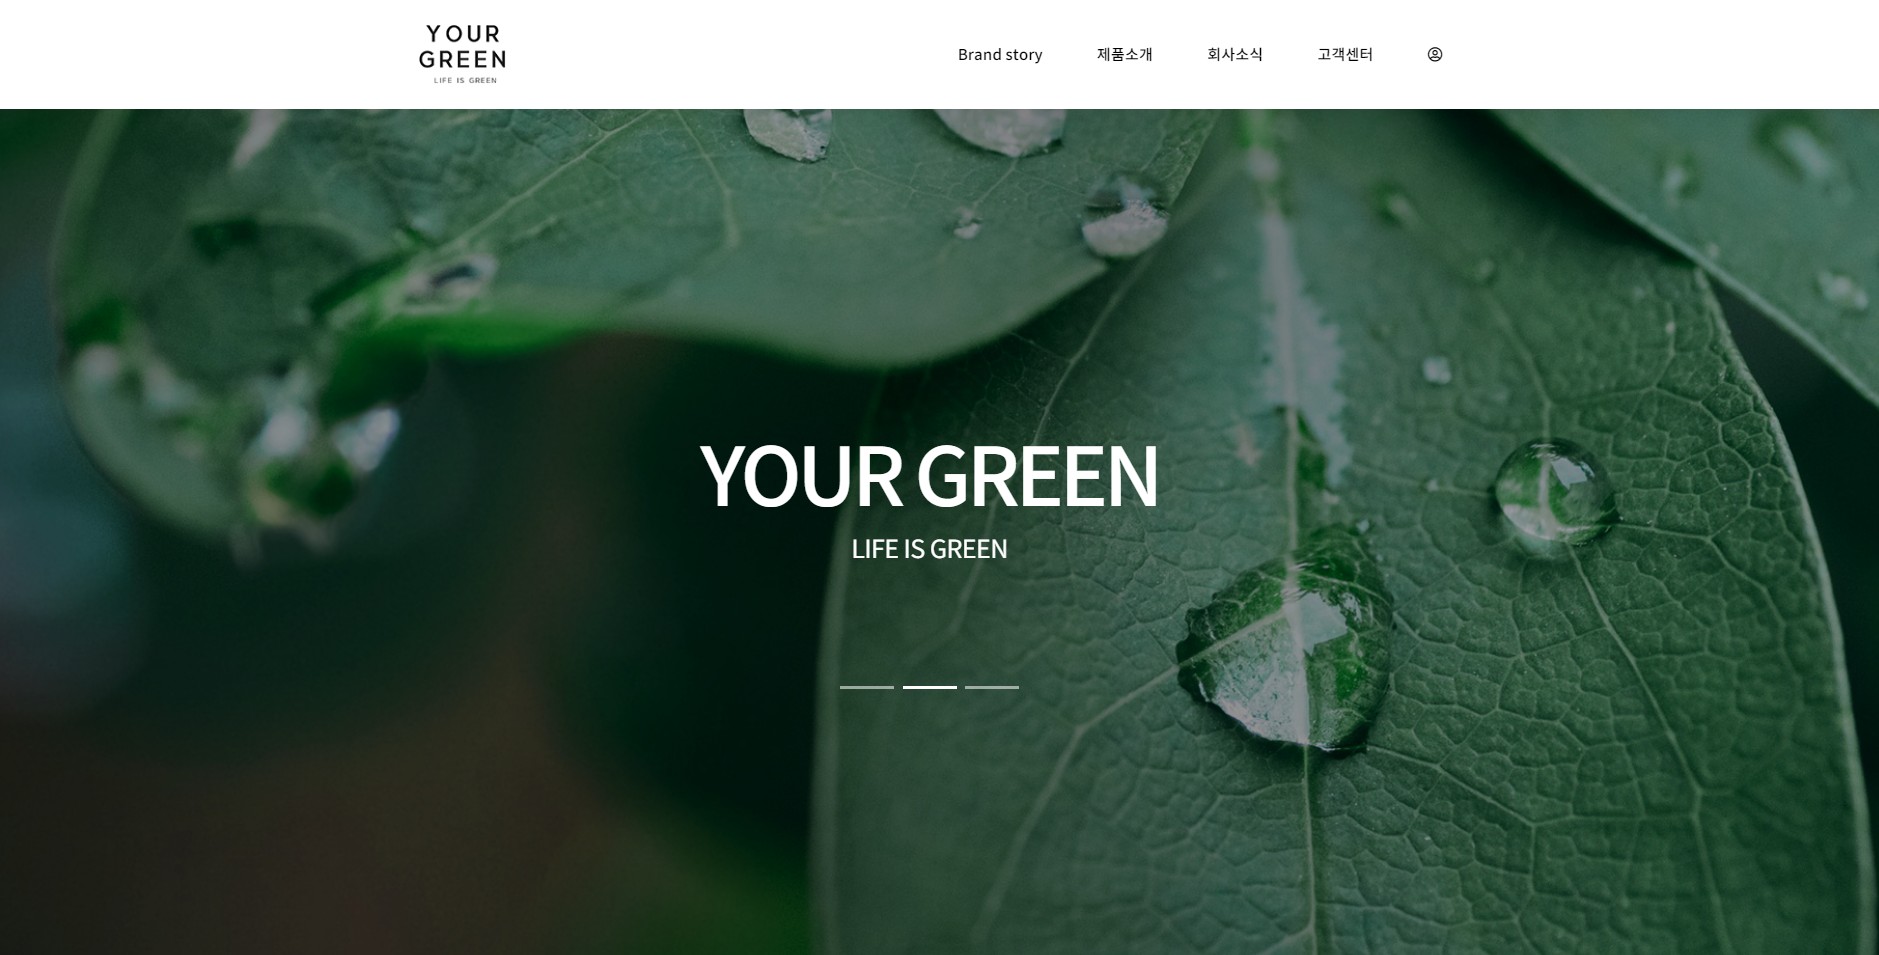 YOUR
GREEN
LIFE IS GREEN
Brand story 제품소개 회사소식 고객센터
YOUR GREEN
LIFE IS GREEN